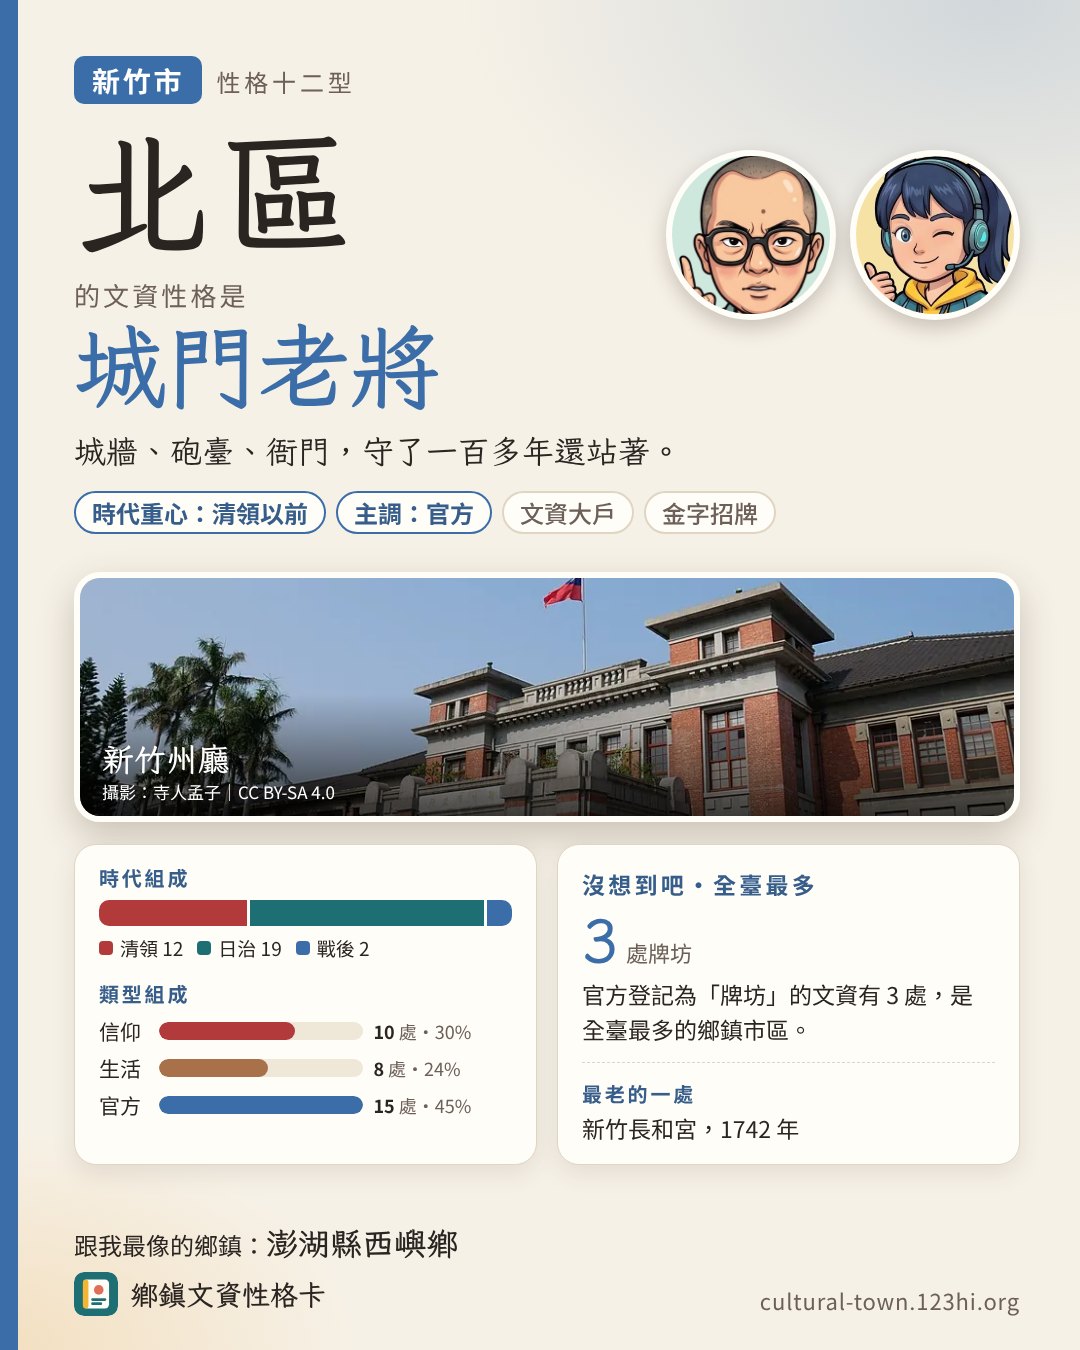 新竹市 性格十二型
北區
的文資性格是
城門老將
城牆、砲臺、衙門，守了一百多年還站著。
時代重心：清領以前 主調：官方 文資大戶 金字招牌
新竹州廳
攝影：寺人孟子｜CC BY-SA 4.0
時代組成
清領 12 日治 19 戰後 2
類型組成
信仰 10 處・30%
生活 8 處・24%
官方 15 處・45%
沒想到吧・全臺最多
3 處牌坊
官方登記為「牌坊」的文資有 3 處，是
全臺最多的鄉鎮市區。
最老的一處
新竹長和宮，1742 年
跟我最像的鄉鎮：澎湖縣西嶼鄉
鄉鎮文資性格卡
cultural-town.123hi.org